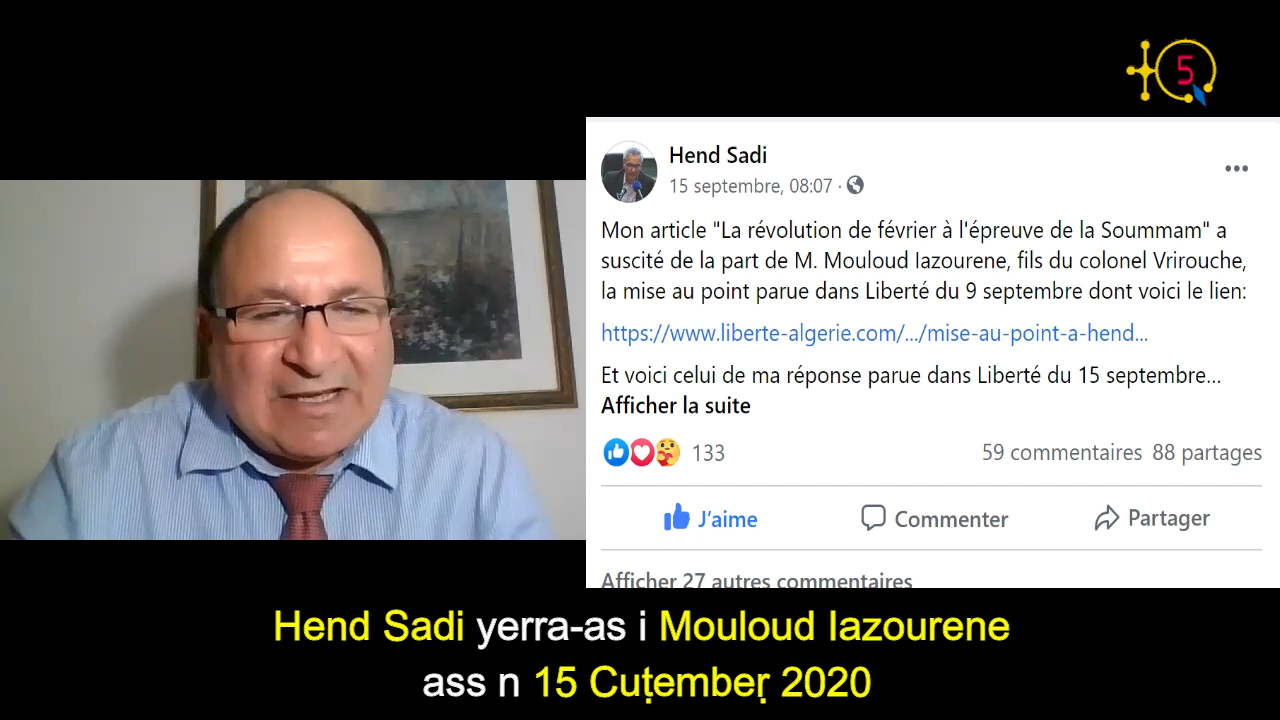 5
Hend Sadi
15 septembre, 08:07 ·
Mon article "La révolution de février à l'épreuve de la Soummam" a
suscité de la part de M. Mouloud Iazourene, fils du colonel Vrirouche,
la mise au point parue dans Liberté du 9 septembre dont voici le lien:
https://www.liberte-algerie.com/.../mise-au-point-a-hend...
Et voici celui de ma réponse parue dans Liberté du 15 septembre...
Afficher la suite
133
59 commentaires 88 partages
J'aime
Commenter
Partager
Afficher 27 autres commentaires
Hend Sadi yerra-as i Mouloud Iazourene
ass n 15 Cuṭembeṛ 2020